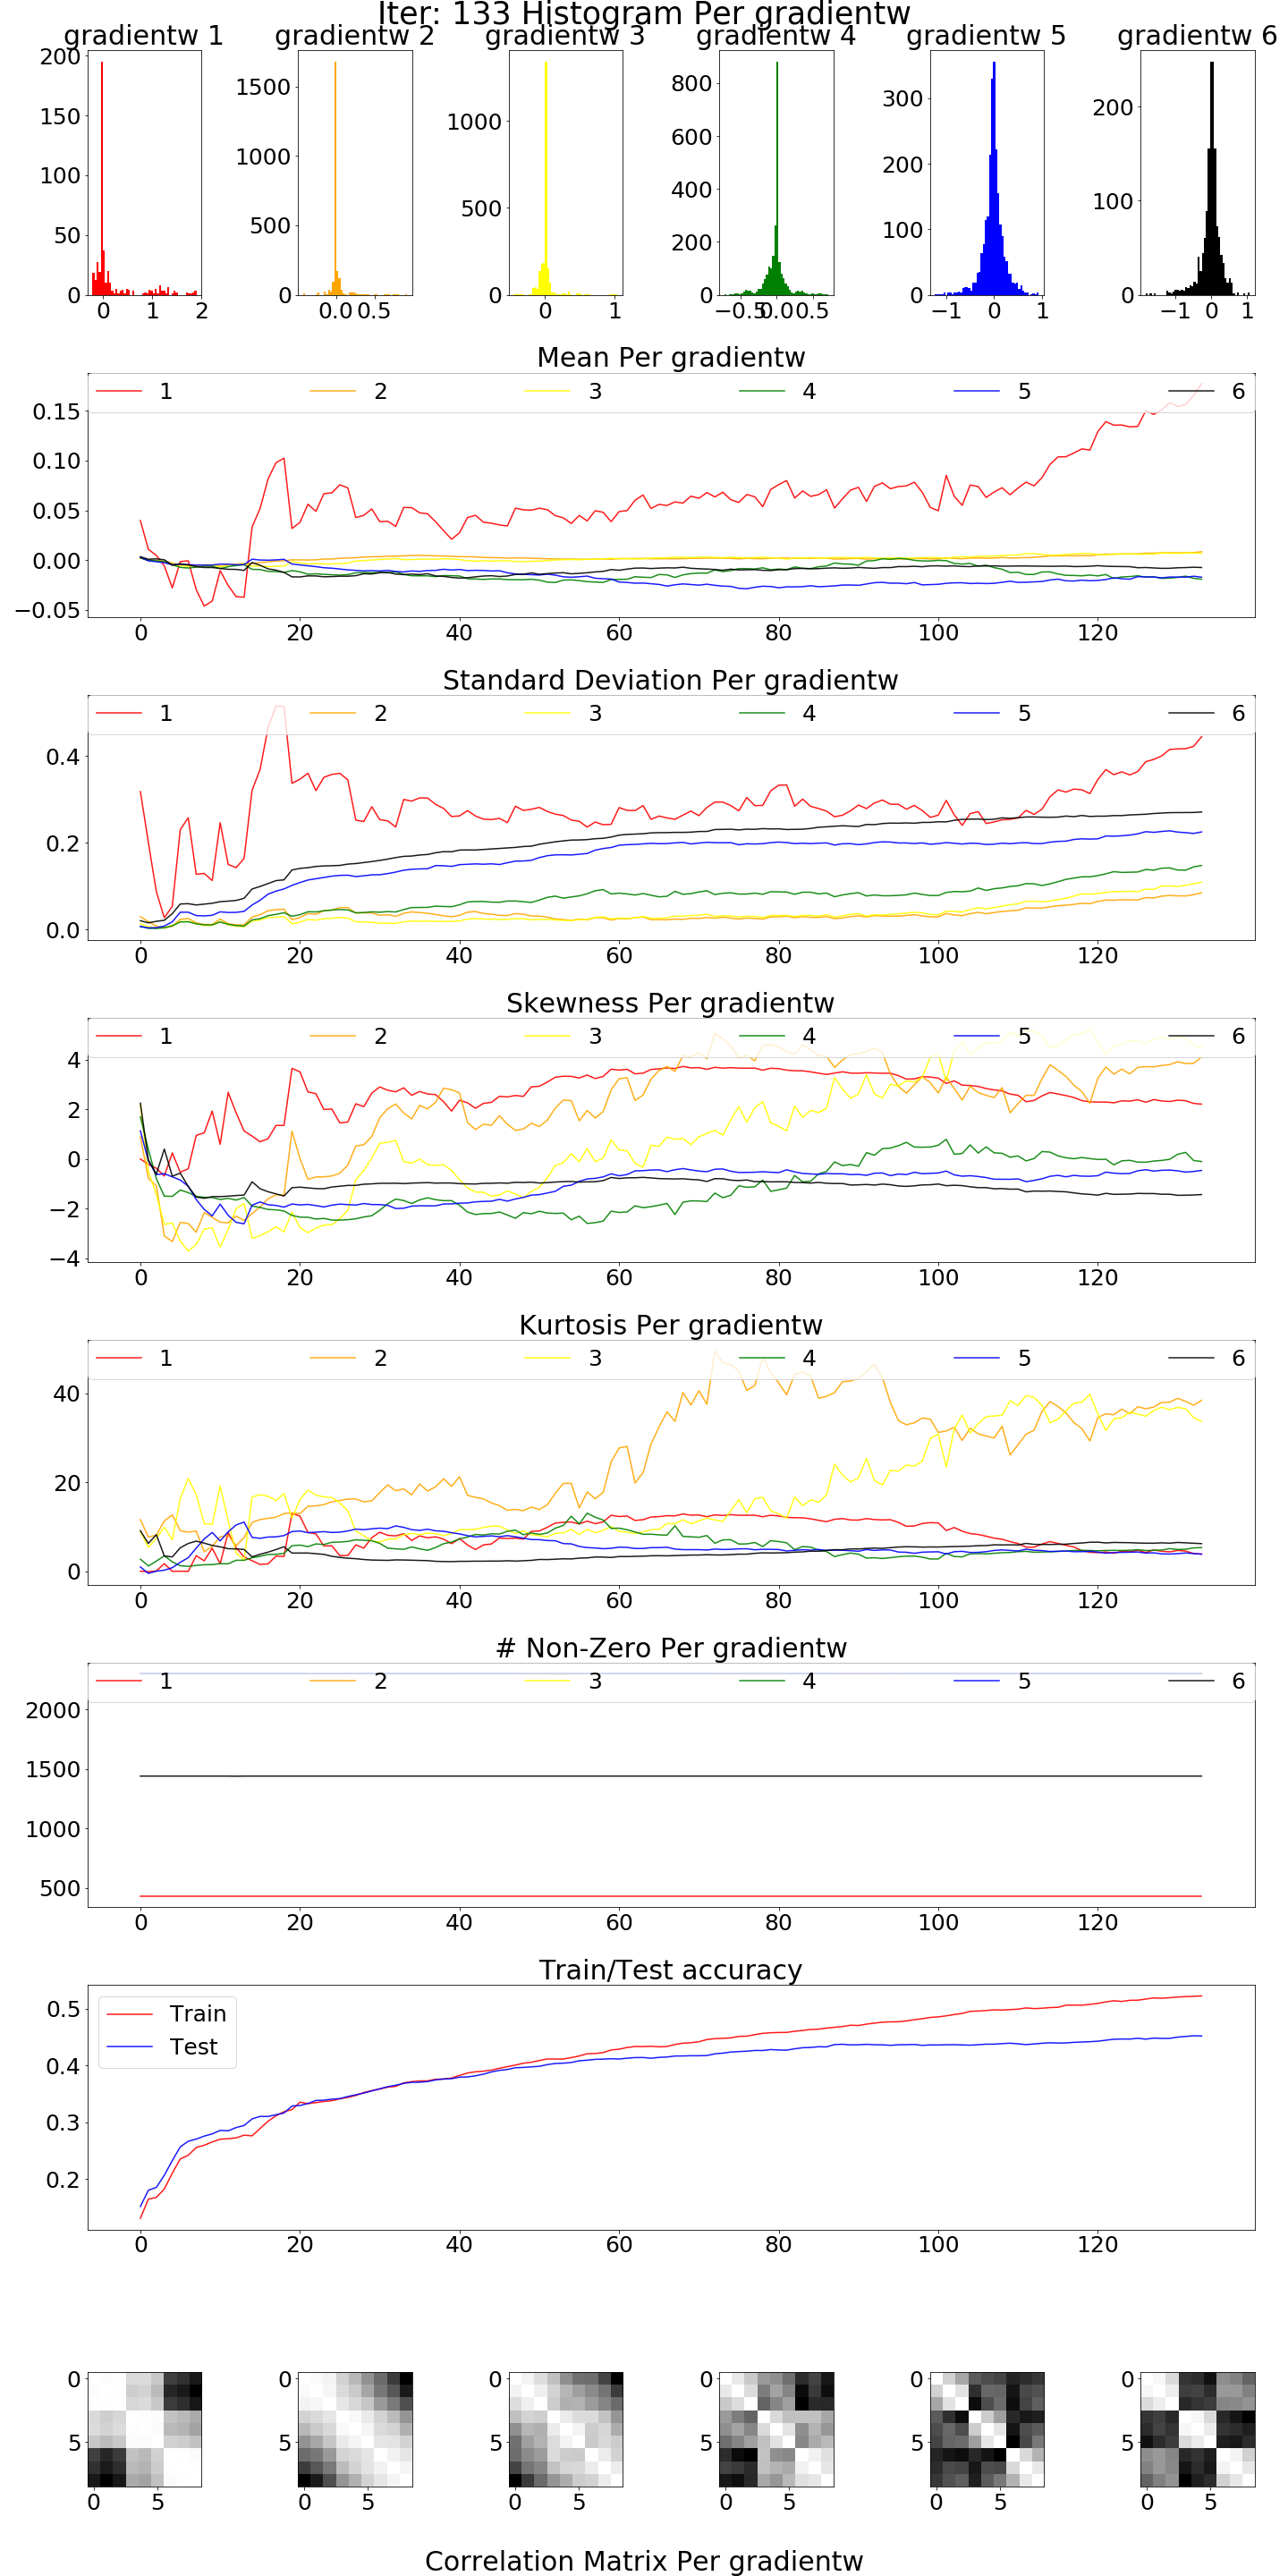 Iter: 133 Histogram Per gradientw
gradientw 1 gradientw 2 gradientw 3 gradientw 4 gradientw 5 gradientw 6
200
150
100
50
0
0 1 2
1500
1000
500
0
0.0 0.5
1000
500
0
0 1
800
600
400
200
0
−0.5 0.0 0.5
300
200
100
0
−1 0 1
200
100
0
−1 0 1
Mean Per gradientw
1 2 3 4 5 6
0.15
0.10
0.05
0.00
−0.05
0 20 40 60 80 100 120
Standard Deviation Per gradientw
1 2 3 4 5 6
0.4
0.2
0.0
0 20 40 60 80 100 120
Skewness Per gradientw
1 2 3 4 5 6
4
2
0
−2
−4
0 20 40 60 80 100 120
Kurtosis Per gradientw
1 2 3 4 5 6
40
20
0
0 20 40 60 80 100 120
# Non-Zero Per gradientw
1 2 3 4 5 6
2000
1500
1000
500
0 20 40 60 80 100 120
Train/Test accuracy
Train
Test
0.5
0.4
0.3
0.2
0 20 40 60 80 100 120
0
5
0 5
0
5
0 5
0
5
0 5
0
5
0 5
0
5
0 5
0
5
0 5
Correlation Matrix Per gradientw